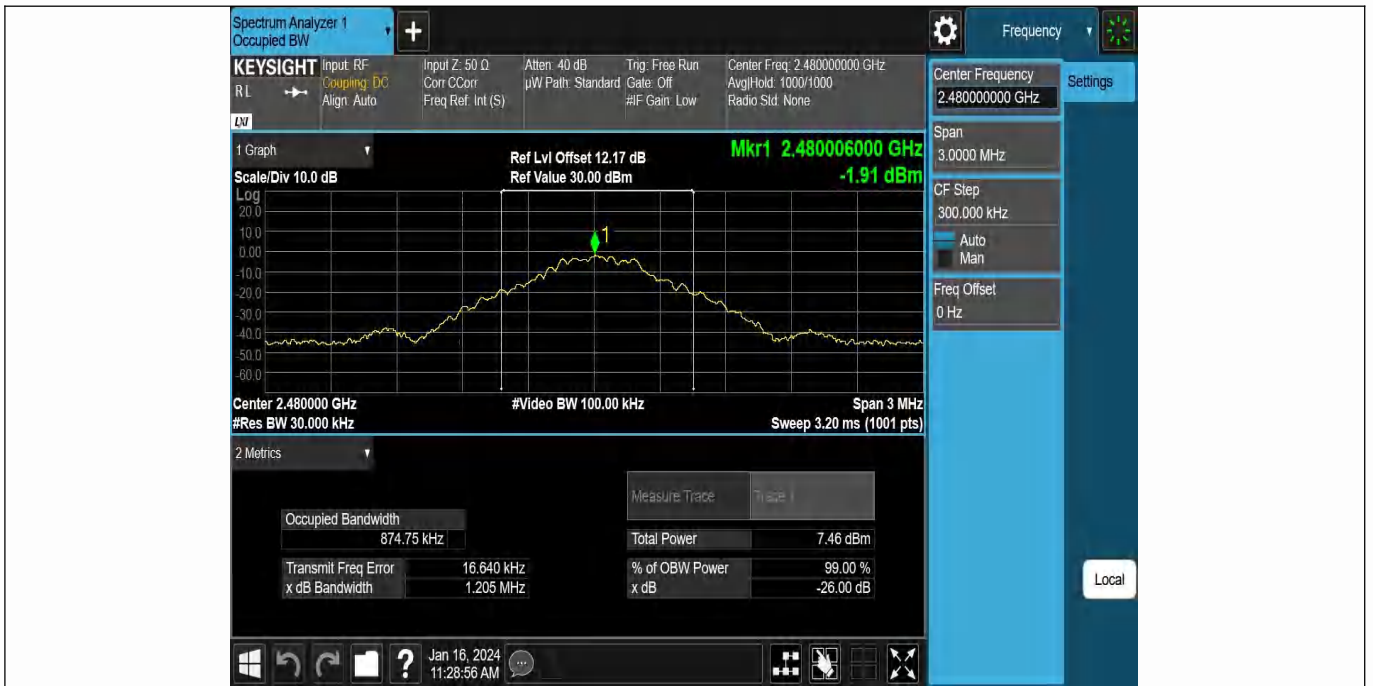 Spectrum Analyzer 1
Occupied BW
Frequency
KEYSIGHT
RL
LXI
Input: RF
Coupling: DC
Align: Auto
Input Z: 50 Ω
Corr CCorr
Freq Ref: Int (S)
Atten: 40 dB
µW Path: Standard
Trig: Free Run
Gate: Off
#IF Gain: Low
Center Freq: 2.480000000 GHz
Avg|Hold: 1000/1000
Radio Std: None
Center Frequency
2.480000000 GHz
Settings
Span
3.0000 MHz
CF Step
300.000 kHz
Auto
Man
Freq Offset
0 Hz
Local
1 Graph
Scale/Div 10.0 dB
Ref Lvl Offset 12.17 dB
Ref Value 30.00 dBm
Mkr1 2.480006000 GHz
-1.91 dBm
Log
20.0
10.0
0.00
-10.0
-20.0
-30.0
-40.0
-50.0
-60.0
1
Center 2.480000 GHz
#Video BW 100.00 kHz
Span 3 MHz
#Res BW 30.000 kHz
Sweep 3.20 ms (1001 pts)
2 Metrics
Measure Trace
Trace 1
Occupied Bandwidth
874.75 kHz
Total Power
7.46 dBm
Transmit Freq Error
16.640 kHz
% of OBW Power
99.00 %
x dB Bandwidth
1.205 MHz
x dB
-26.00 dB
?
Jan 16, 2024
11:28:56 AM